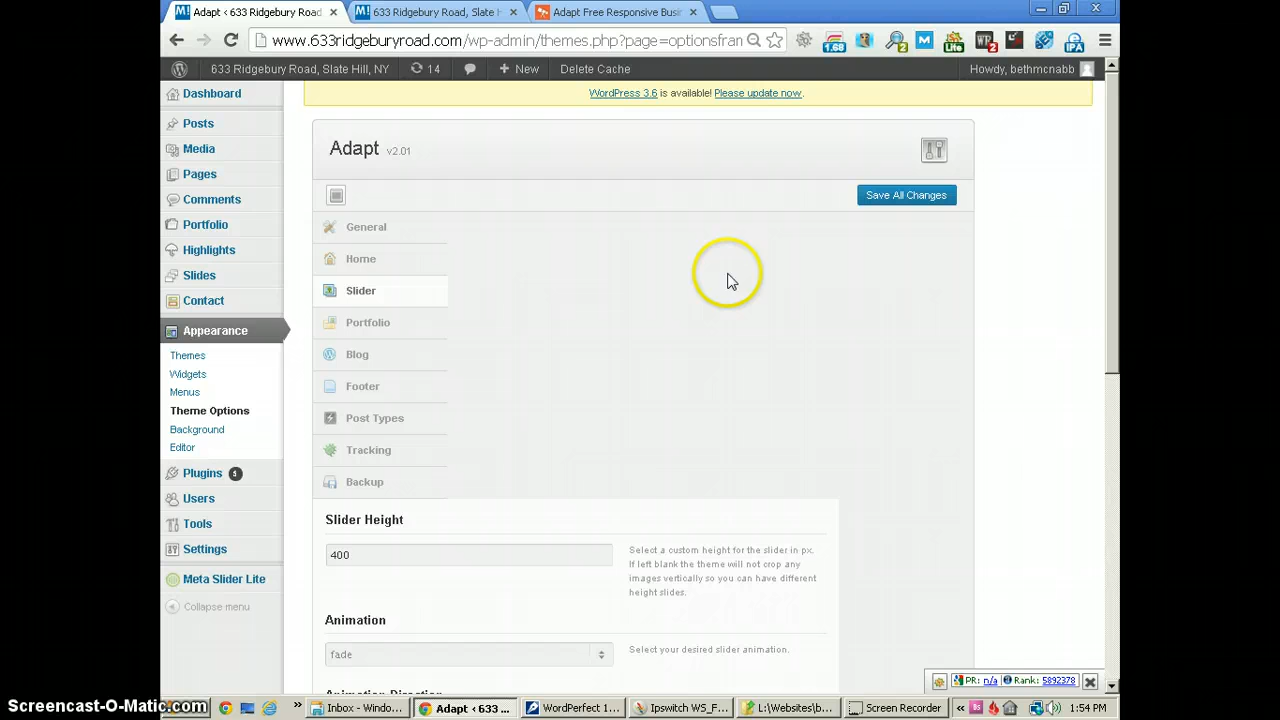 Adapt < 633 Ridgebury Road
633 Ridgebury Road, Slate H
Adapt Free Responsive Busi
www.633ridgeburyroad.com/wp-admin/themes.php?page=optionsfran
633 Ridgebury Road, Slate Hill, NY
14
New
Delete Cache
Howdy, bethmcnabb
WordPress 3.6 is available! Please update now.
Dashboard
Posts
Media
Pages
Comments
Portfolio
Highlights
Slides
Contact
Appearance
Themes
Widgets
Menus
Theme Options
Background
Editor
Plugins 5
Users
Tools
Settings
Meta Slider Lite
Collapse menu
Adapt v2.01
Save All Changes
General
Home
Slider
Portfolio
Blog
Footer
Post Types
Tracking
Backup
Slider Height
400
Select a custom height for the slider in px.
If left blank the theme will not crop any
images vertically so you can have different
height slides.
Animation
fade
Select your desired slider animation.
PR: n/a Rank: 5892378
Screencast-O-Matic.com
Inbox - Windo...
Adapt < 633 ...
WordPerfect 1...
Ipswich WS_F...
L:\Websites\b...
Screen Recorder
1:54 PM